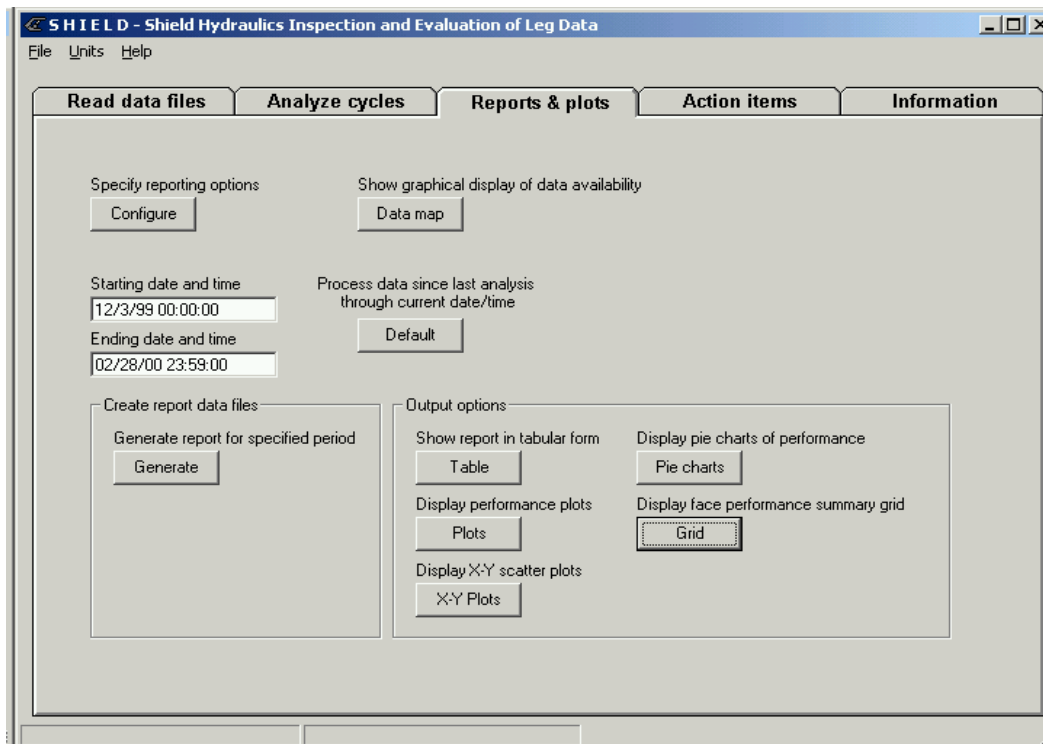 S H I E L D - Shield Hydraulics Inspection and Evaluation of Leg Data
File Units Help
Read data files Analyze cycles Reports & plots Action items Information
Specify reporting options
Configure
Show graphical display of data availability
Data map
Starting date and time
12/3/99 00:00:00
Ending date and time
02/28/00 23:59:00
Process data since last analysis
through current date/time
Default
Create report data files
Generate report for specified period
Generate
Output options
Show report in tabular form
Table
Display pie charts of performance
Pie charts
Display performance plots
Plots
Display face performance summary grid
Grid
Display X-Y scatter plots
X-Y Plots